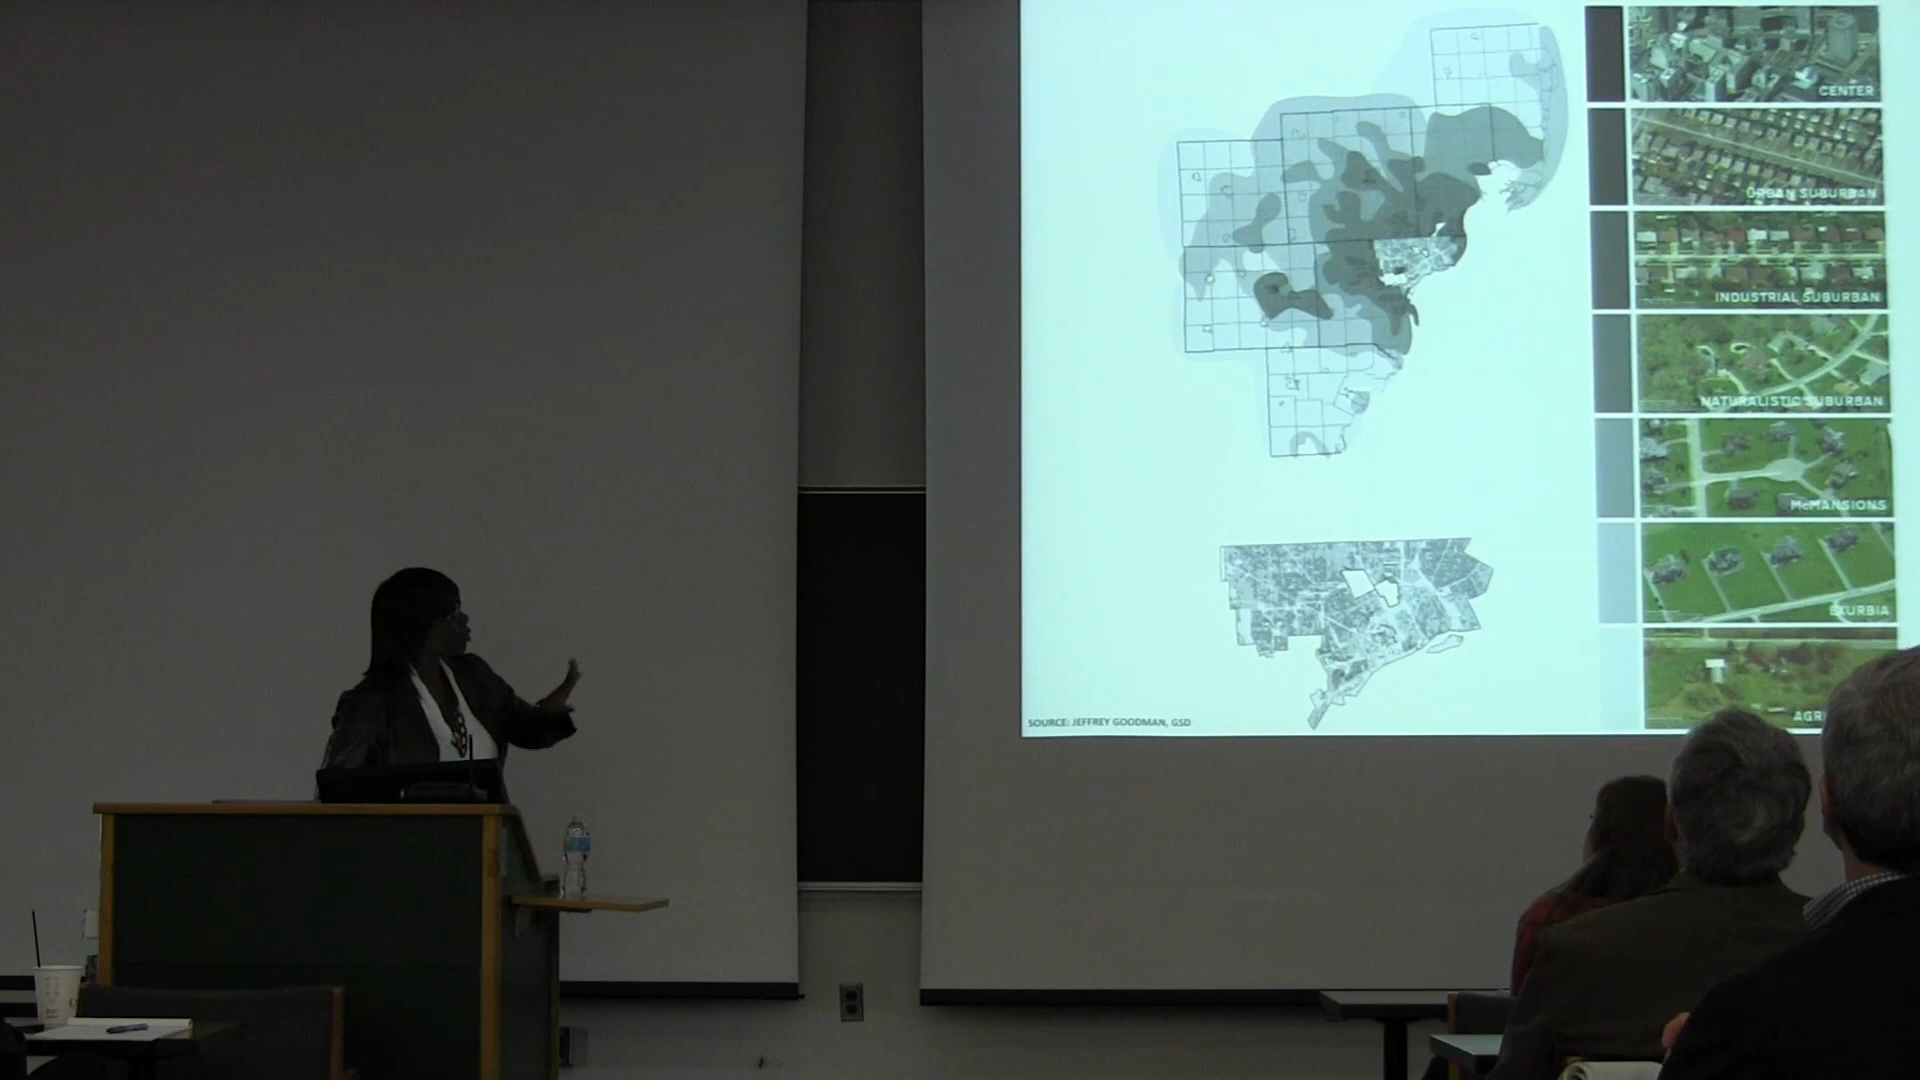 CENTER
URBAN SUBURBAN
INDUSTRIAL SUBURBAN
NATURALISTIC SUBURBAN
McMANSIONS
EXURBIA
SOURCE: JEFFREY GOODMAN, GSD